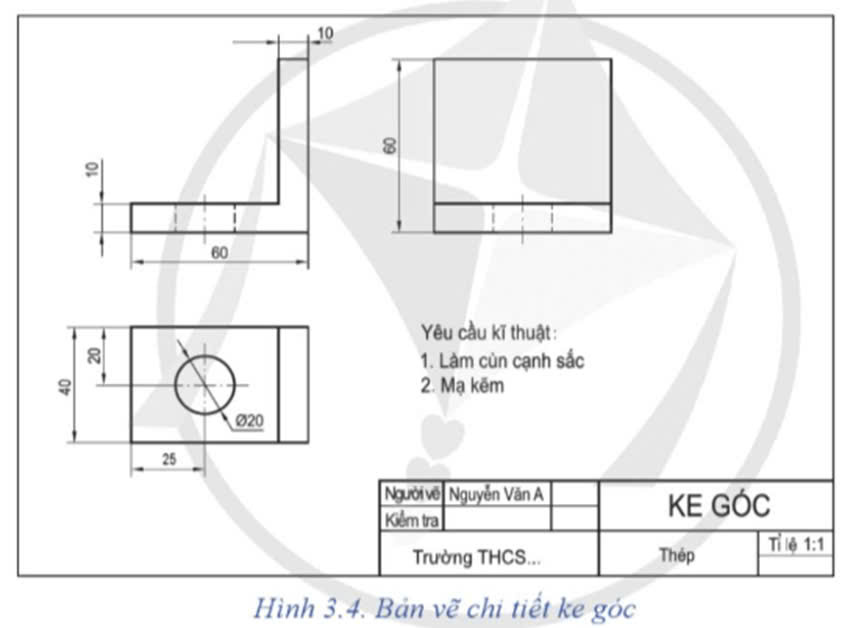 10
10
60
60
20
40
Ø20
25
Yêu cầu kĩ thuật:
1. Làm cùn cạnh sắc
2. Mạ kẽm
Người vẽ Nguyễn Văn A
Kiểm tra
KE GÓC
Trường THCS...
Thép
Tỉ lệ 1:1
Hình 3.4. Bản vẽ chi tiết ke góc